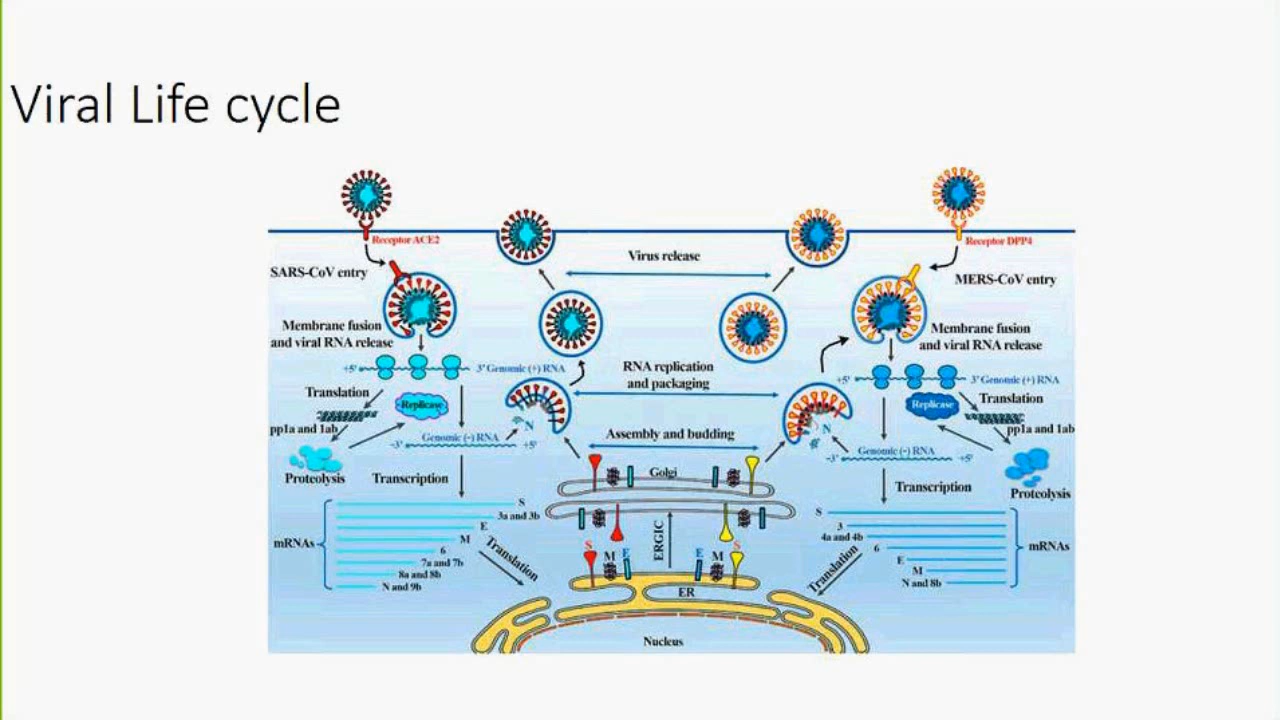 Viral Life cycle
Receptor ACE2
SARS-CoV entry
Membrane fusion
and viral RNA release
+5'
3' Genomic (+) RNA
Translation
Replicase
pp1a and 1ab
-3'
Genomic (-) RNA
+5'
N
Proteolysis
Transcription
mRNAs
S
3a and 3b
E
M
6
7a and 7b
8a and 8b
N and 9b
Translation
Virus release
RNA replication
and packaging
Assembly and budding
Golgi
ERGIC
S
M
E
E
M
S
ER
Nucleus
Receptor DPP4
MERS-CoV entry
Membrane fusion
and viral RNA release
+5'
3' Genomic (+) RNA
Translation
Replicase
pp1a and 1ab
N
-3'
Genomic (-) RNA
+5'
Proteolysis
Transcription
S
3
4a and 4b
6
E
M
N and 8b
mRNAs
Translation